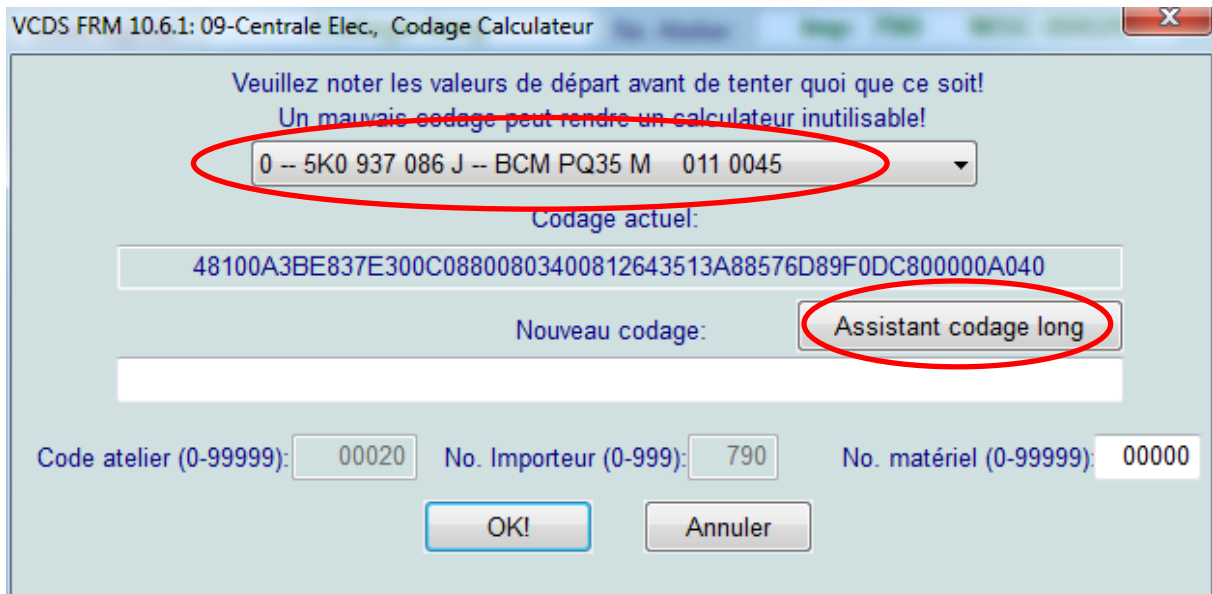 VCDS FRM 10.6.1: 09-Centrale Elec., Codage Calculateur
Veuillez noter les valeurs de départ avant de tenter quoi que ce soit!
Un mauvais codage peut rendre un calculateur inutilisable!
0 -- 5K0 937 086 J -- BCM PQ35 M 011 0045
Codage actuel:
48100A3BE837E300C08800803400812643513A88576D89F0DC800000A040
Nouveau codage: Assistant codage long
Code atelier (0-99999): 00020 No. Importeur (0-999): 790 No. matériel (0-99999): 00000
OK! Annuler